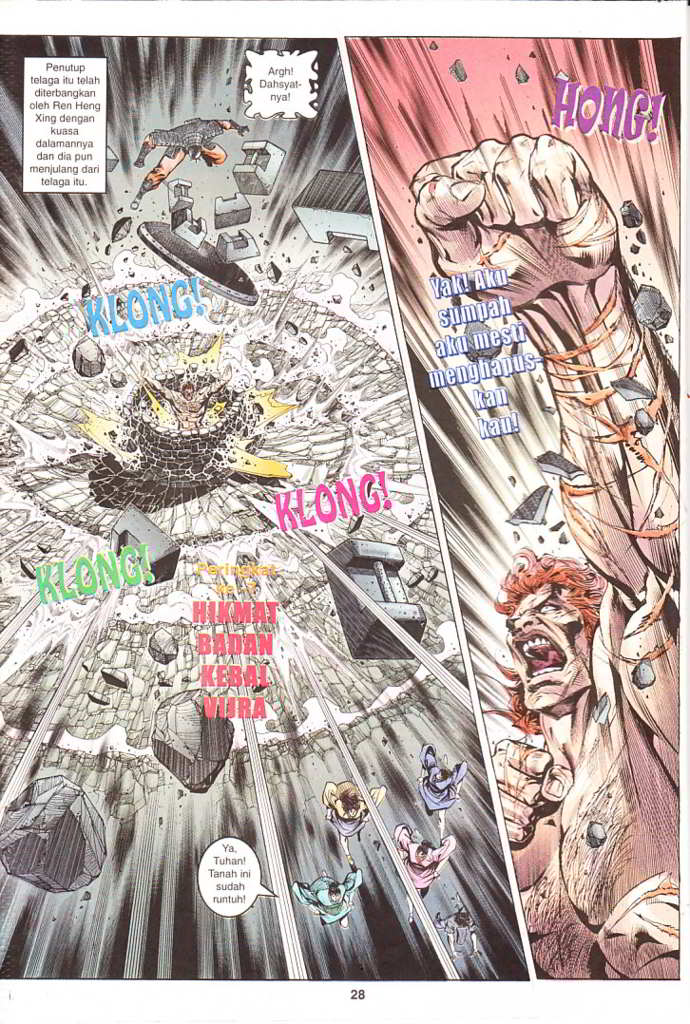 Penutup
telaga itu telah
diterbangkan
oleh Ren Heng
Xing dengan
kuasa
dalamannya
dan dia pun
menjulang dari
telaga itu.
Argh!
Dahsyat-
nya!
KLONG!
KLONG!
KLONG!
Peringkat
ke
HIKMAT
BADAN
KEBAL
VIJRA
Ya,
Tuhan!
Tanah ini
sudah
runtuh!
HONG!
Yak! Aku
sumpah
aku mesti
menghapus-
kan
kan!
28